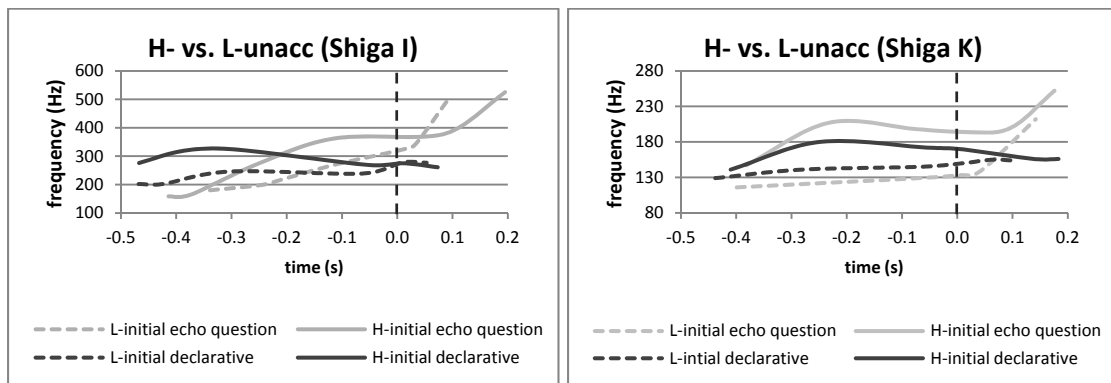 H- vs. L-unacc (Shiga I)
frequency (Hz)
600
500
400
300
200
100
-0.5 -0.4 -0.3 -0.2 -0.1 0.0 0.1 0.2
time (s)
L-initial echo question H-initial echo question
L-initial declarative H-initial declarative
H- vs. L-unacc (Shiga K)
frequency (Hz)
280
230
180
130
80
-0.5 -0.4 -0.3 -0.2 -0.1 0.0 0.1 0.2
time (s)
L-initial echo question H-initial echo question
L-intial declarative H-initial declarative